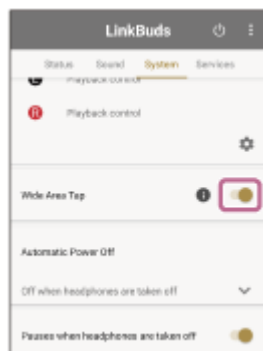 LinkBuds
Status Sound System Services
L Playback control
R Playback control
Wide Area Tap
Automatic Power Off
Off when headphones are taken off
Pauses when headphones are taken off